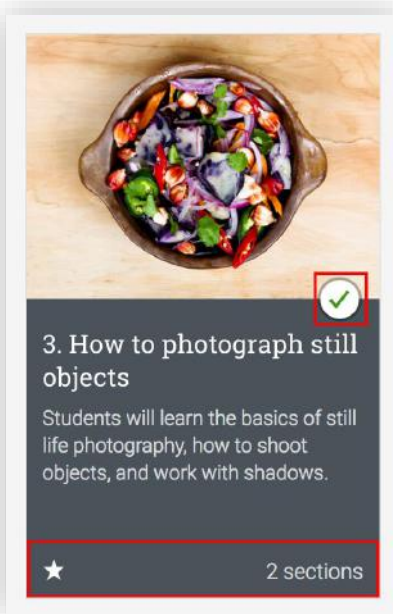 3. How to photograph still
objects
Students will learn the basics of still
life photography, how to shoot
objects, and work with shadows.
2 sections